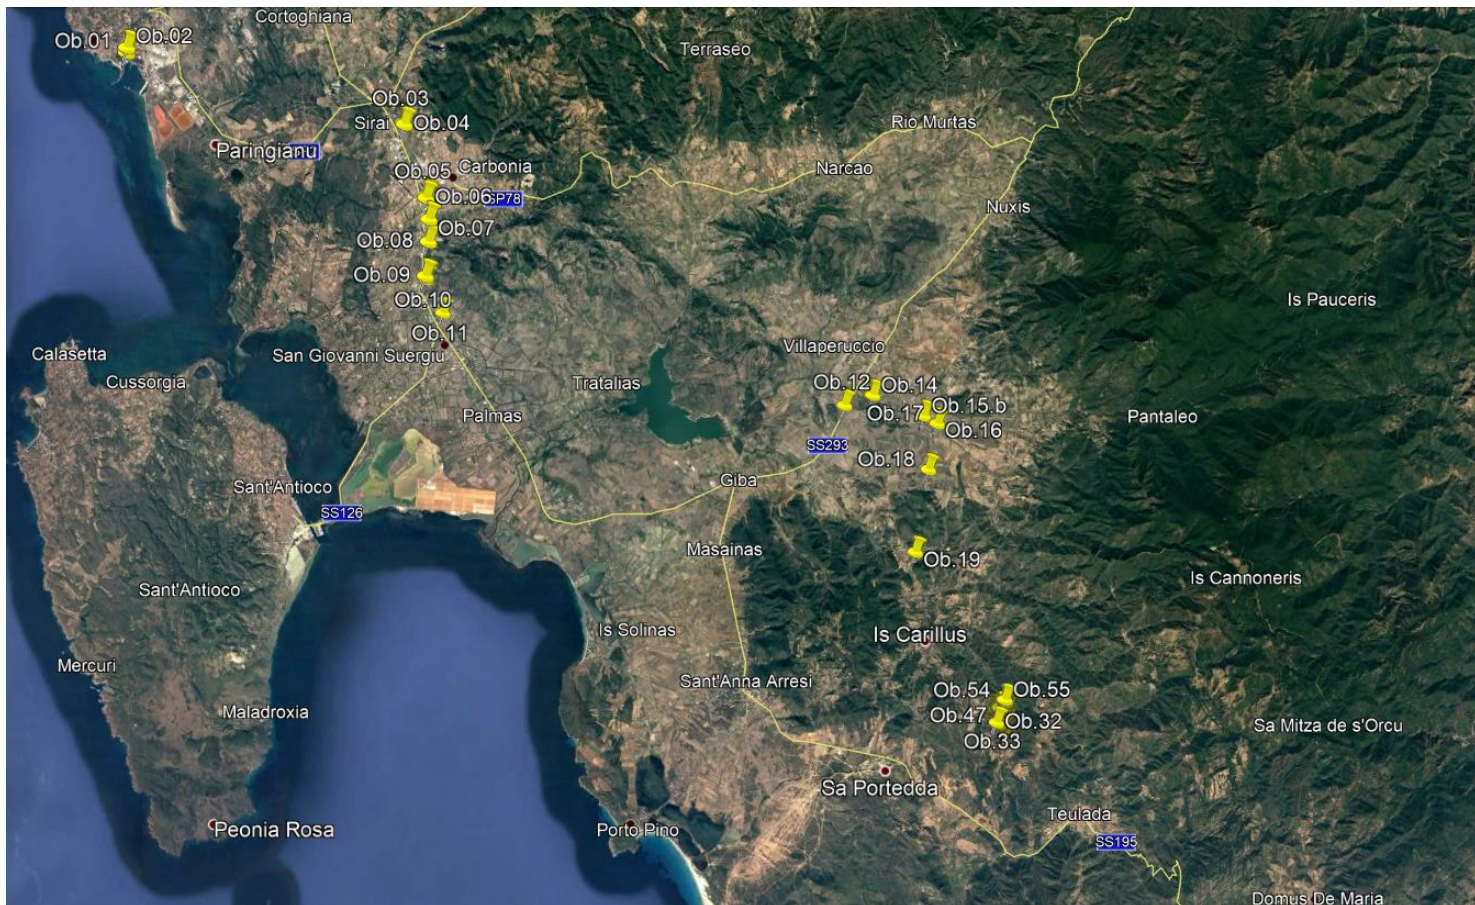 Cortoghiana
Ob.01
Ob.02
Terraseo
Ob.03
Sirai
Ob.04
Rio Murtas
Paringianu
Carbonia
Narcao
Ob.05
Ob.06
SP78
Nuxis
Ob.07
Ob.08
Ob.09
Ob.10
Is Pauceris
Ob.11
Villaperuccio
Calasetta
San Giovanni Suergiu
Cussorgia
Tratalias
Ob.12
Ob.14
Palmas
Ob.17
Ob.15.b
Pantaleo
Ob.16
SS293
Ob.18
Giba
Sant'Antioco
SS126
Masainas
Ob.19
Is Cannoneris
Sant'Antioco
Is Solinas
Is Carillus
Mercuri
Sant'Anna Arresi
Ob.54
Ob.55
Maladroxia
Ob.47
Ob.32
Sa Mitza de s'Orcu
Ob.33
Sa Portedda
Teulada
Peonia Rosa
Porto Pino
SS195
Domus De Maria